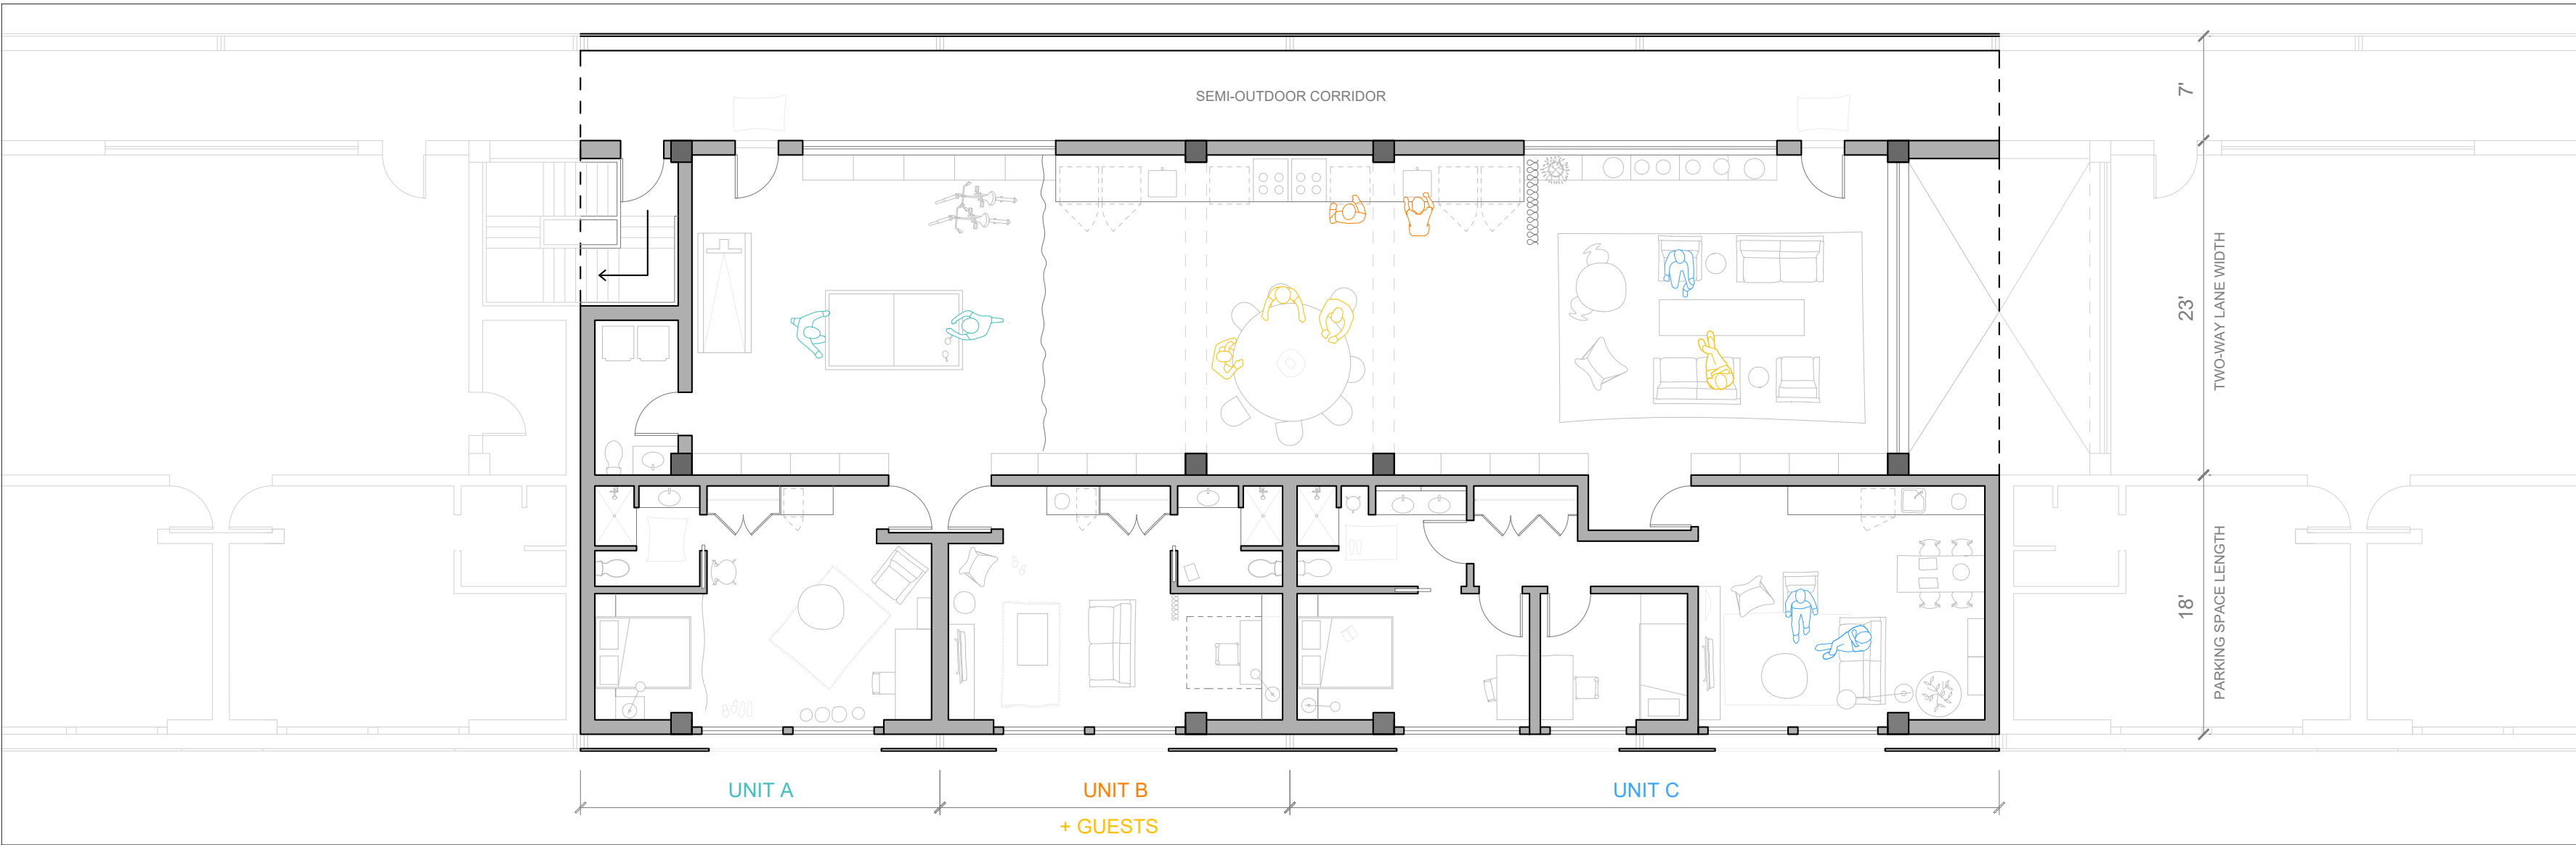 SEMI-OUTDOOR CORRIDOR
7'
23'
TWO-WAY LANE WIDTH
18'
PARKING SPACE LENGTH
UNIT A
UNIT B
UNIT C
+ GUESTS